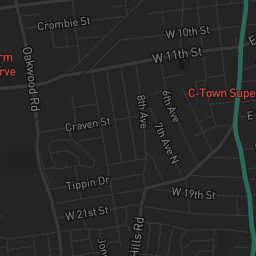 Crombie St
W 10th St
W 11th St
E
Oakwood Rd
rm
rve
C-Town Supe
8th Ave
6th Ave
7th Ave N
Craven St
E
Tippin Dr
W 19th St
W 21st St
Hills Rd
Jon